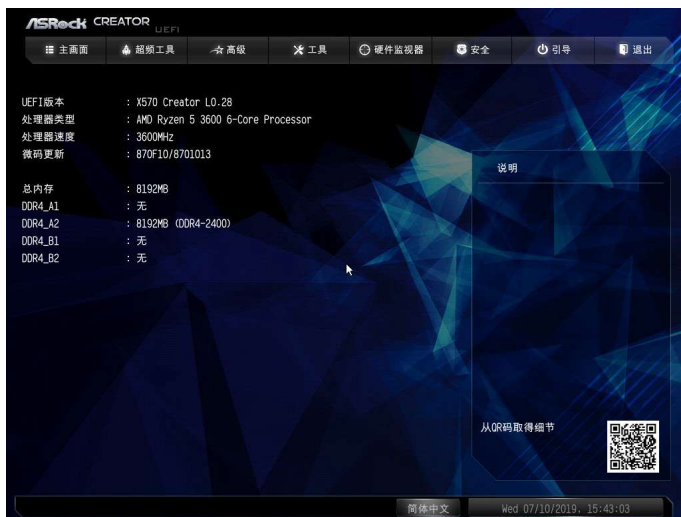 ASRock CREATOR
UEFI
主画面 超频工具 高级 工具 硬件监视器 安全 引导 退出
UEFI版本 : X570 Creator L0.28
处理器类型 : AMD Ryzen 5 3600 6-Core Processor
处理器速度 : 3600MHz
微码更新 : 870F10/8701013
说明
总内存 : 8192MB
DDR4_A1 : 无
DDR4_A2 : 8192MB (DDR4-2400)
DDR4_B1 : 无
DDR4_B2 : 无
从QR码取得细节
简体中文 Wed 07/10/2019, 15:43:03